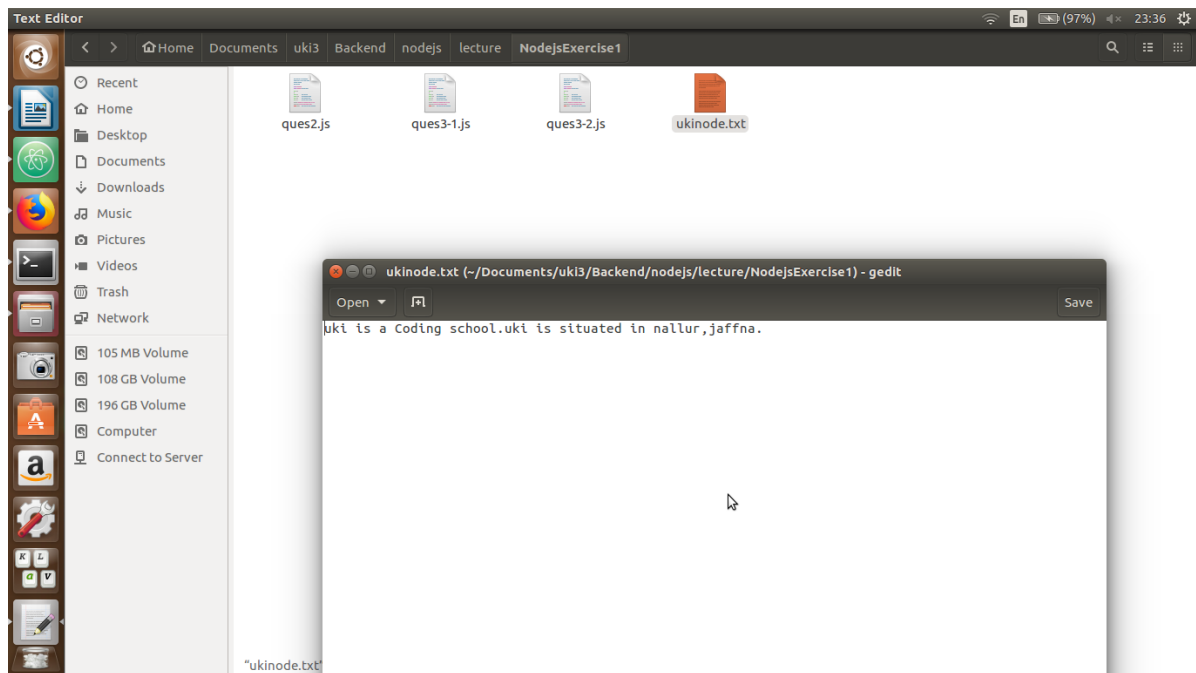 Text Editor
En
(97%)
23:36
Home
Documents
uki3
Backend
nodejs
lecture
NodejsExercise1
Recent
Home
Desktop
Documents
Downloads
Music
Pictures
Videos
Trash
Network
105 MB Volume
108 GB Volume
196 GB Volume
Computer
Connect to Server
ques2.js
ques3-1.js
ques3-2.js
ukinode.txt
ukinode.txt (~/Documents/uki3/Backend/nodejs/lecture/NodejsExercise1) - gedit
Open
Save
uki is a Coding school.uki is situated in nallur,jaffna.
A
a
K L
a v
"ukinode.txt"